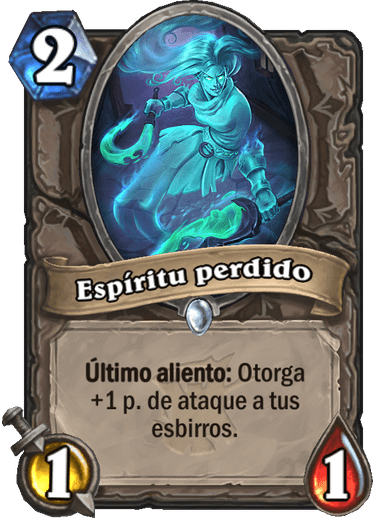 2
Espíritu perdido
Último aliento: Otorga
+1 p. de ataque a tus
esbirros.
1
1